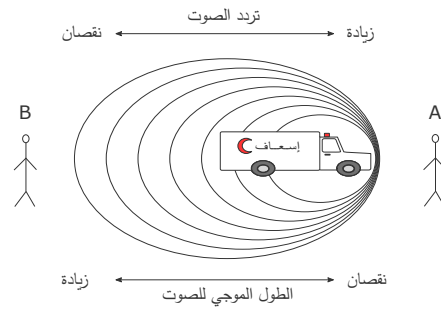 تردد الصوت
زيادة
نقصان
B
A
إسعاف
نقصان
زيادة
الطول الموجي للصوت